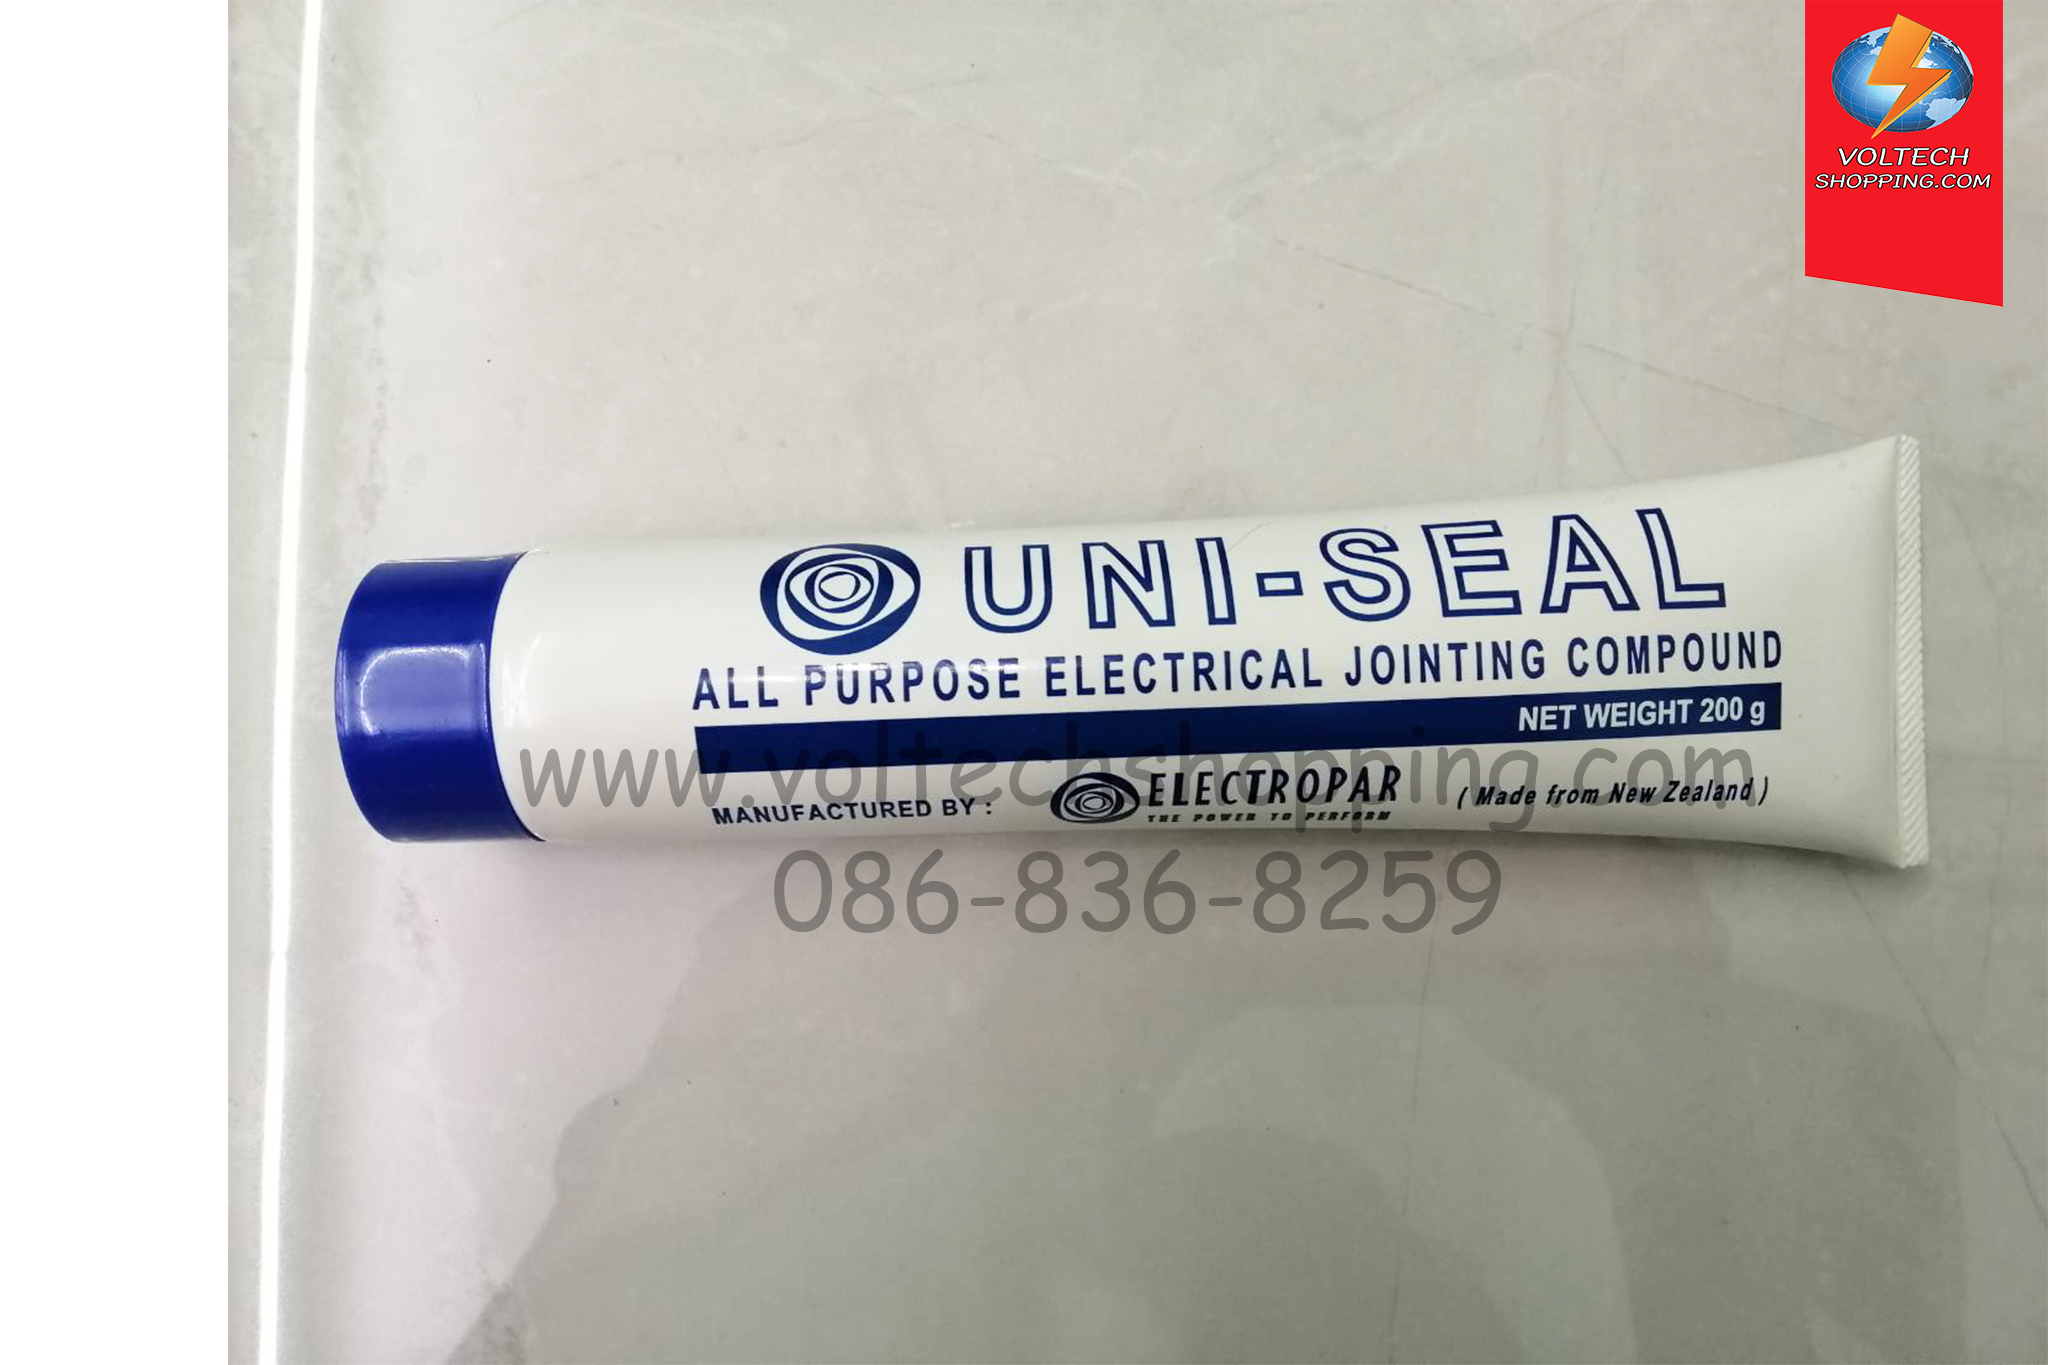 VOLTECH
SHOPPING.COM
UNI-SEAL
ALL PURPOSE ELECTRICAL JOINTING COMPOUND
NET WEIGHT 200 g
www.voltechshopping.com
MANUFACTURED BY : ELECTROPAR ( Made from New Zealand )
THE POWER TO PERFORM
086-836-8259